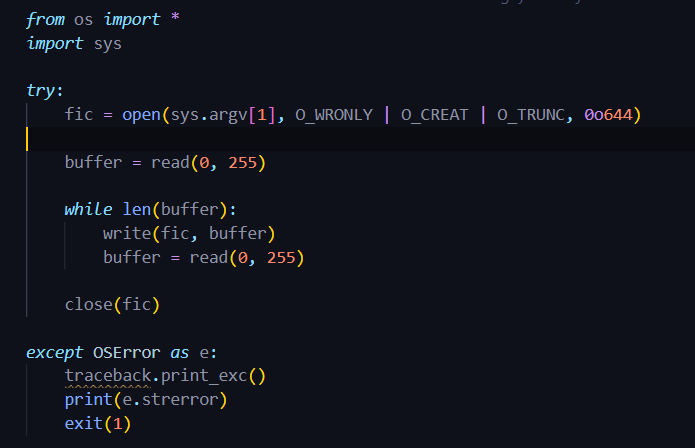 from os import *
import sys
try:
fic = open(sys.argv[1], O_WRONLY | O_CREAT | O_TRUNC, 0o644)
buffer = read(0, 255)
while len(buffer):
write(fic, buffer)
buffer = read(0, 255)
close(fic)
except OSError as e:
traceback.print_exc()
print(e.strerror)
exit(1)